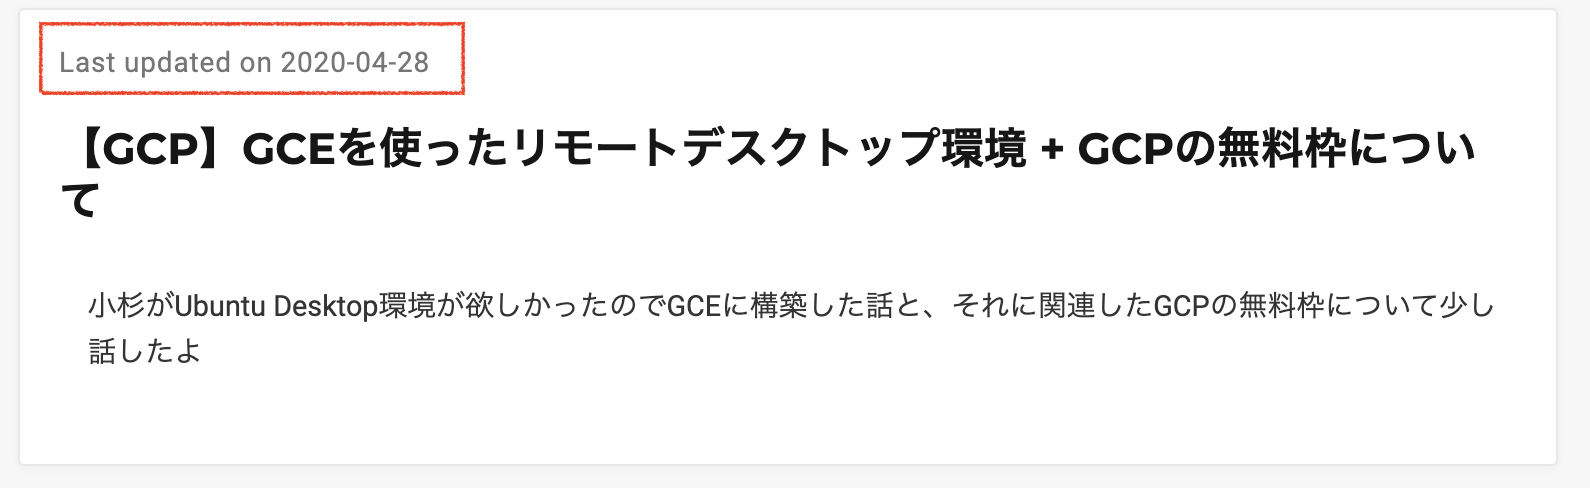 Last updated on 2020-04-28
【GCP】GCEを使ったリモートデスクトップ環境 + GCPの無料枠につい
て
小杉がUbuntu Desktop環境が欲しかったのでGCEに構築した話と、それに関連したGCPの無料枠について少し
話したよ